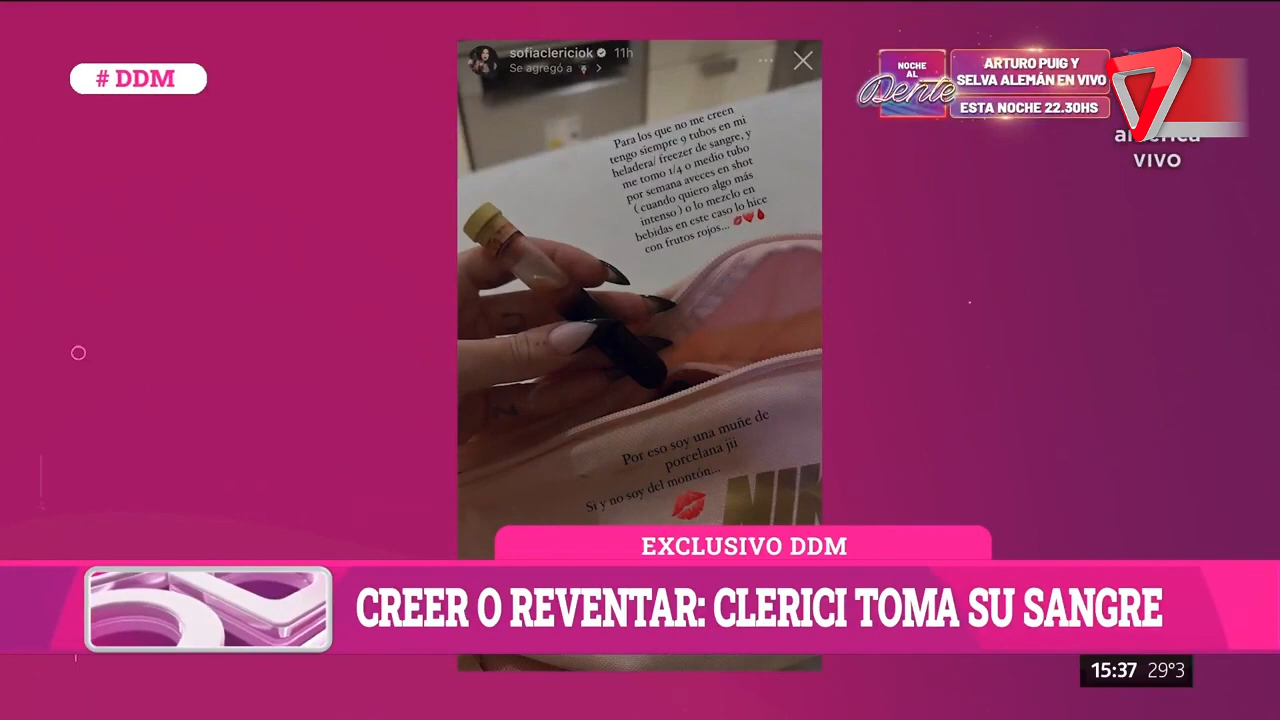 # DDM
sofiaclericiok 11h
Se agregó a
Para los que no me creen
tengo siempre 9 tubos en mi
heladera/ freezer de sangre, y
me tomo 1/4 o medio tubo
por semana aveces en shot
( cuando quiero algo más
intenso ) o lo mezclo en
bebidas en este caso lo hice
con frutos rojos... 💋❤️🩸
Por eso soy una muñe de
porcelana jii
Si y no soy del montón...
💋
NOCHE
AL
Dente
ARTURO PUIG Y
SELVA ALEMÁN EN VIVO
ESTA NOCHE 22.30HS
7
américa
VIVO
EXCLUSIVO DDM
CREER O REVENTAR: CLERICI TOMA SU SANGRE
15:37 29°3